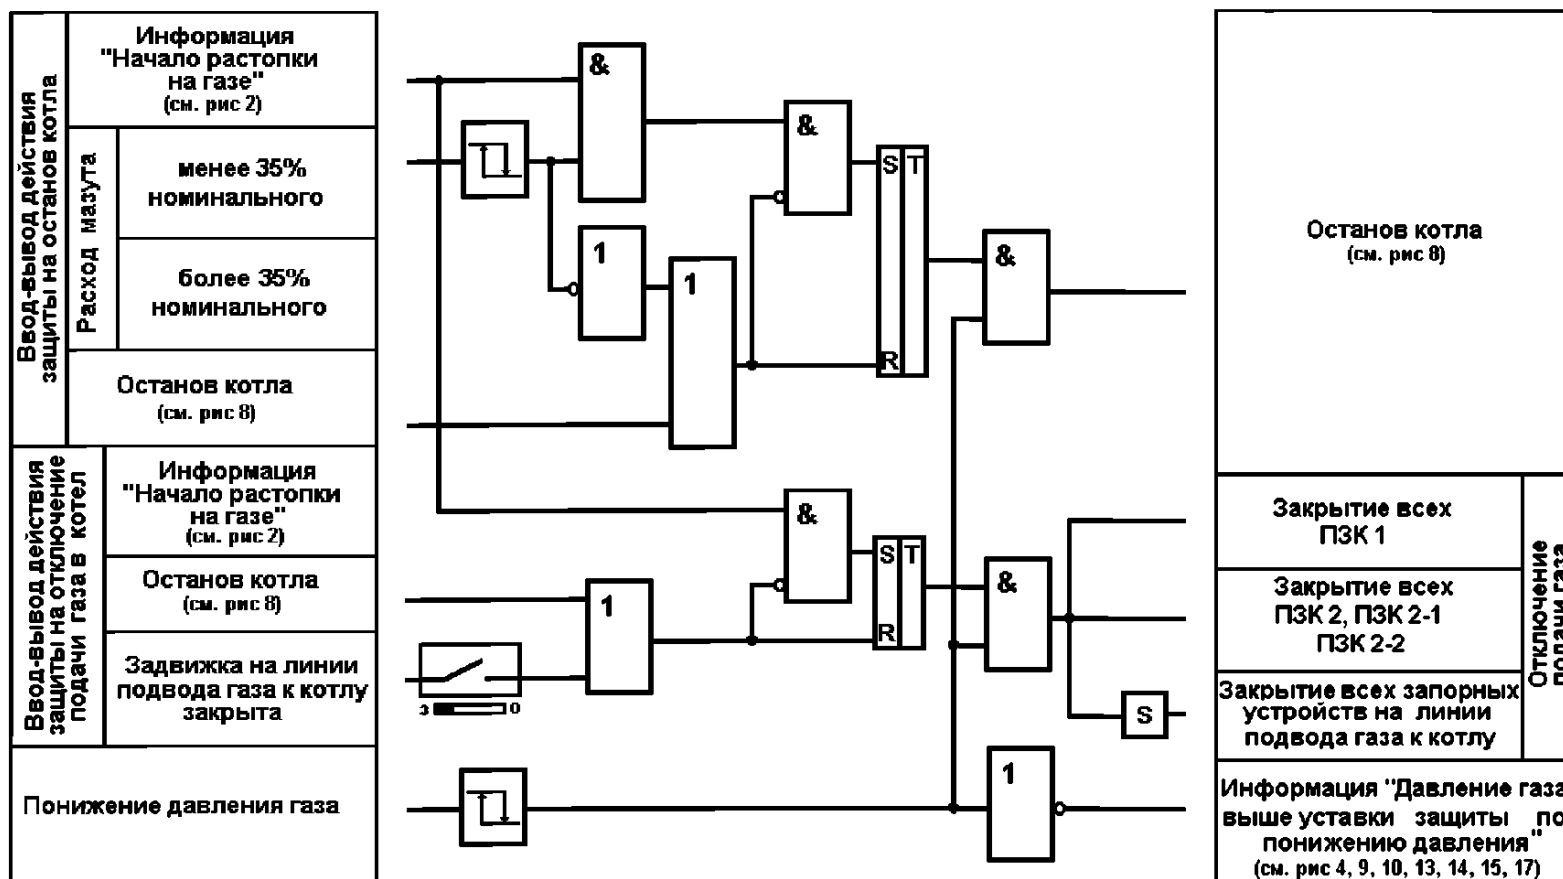 Ввод-вывод действия
защиты на останов котла
Информация
"Начало растопки
на газе"
(см. рис 2)
Расход мазута
менее 35%
номинального
более 35%
номинального
Останов котла
(см. рис 8)
Ввод-вывод действия
защиты на отключение
подачи газа в котел
Информация
"Начало растопки
на газе"
(см. рис 2)
Останов котла
(см. рис 8)
Задвижка на линии
подвода газа к котлу
закрыта
Понижение давления газа
&
1
1
&
S T
R
&
З О
1
&
S T
R
&
S
1
Останов котла
(см. рис 8)
Закрытие всех
ПЗК 1
Закрытие всех
ПЗК 2, ПЗК 2-1
ПЗК 2-2
Закрытие всех запорных
устройств на линии
подвода газа к котлу
Отключение
подачи газа
Информация "Давление газа
выше уставки защиты по
понижению давления"
(см. рис 4, 9, 10, 13, 14, 15, 17)